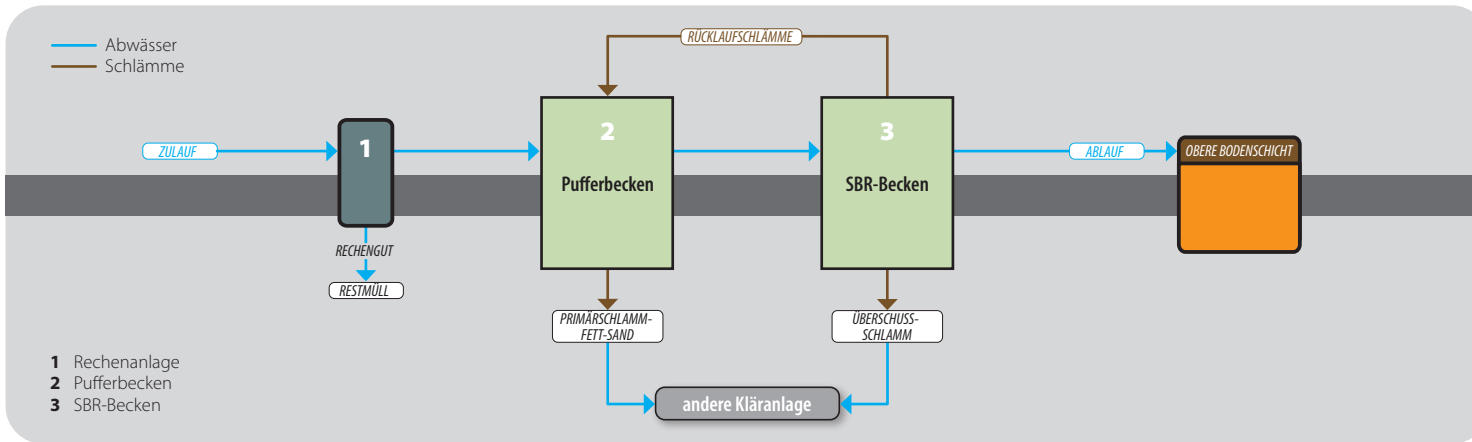 Abwässer
Schlämme
RÜCKLAUFSCHLÄMME
ZULAUF
1
2
Pufferbecken
3
SBR-Becken
ABLAUF
OBERE BODENSCHICHT
RECHENGUT
RESTMÜLL
PRIMÄRSCHLAMM-
FETT-SAND
ÜBERSCHUSS-
SCHLAMM
andere Kläranlage
1 Rechenanlage
2 Pufferbecken
3 SBR-Becken